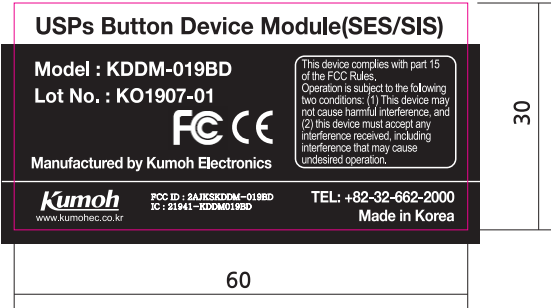 USPs Button Device Module(SES/SIS)
Model : KDDM-019BD
Lot No. : KO1907-01
FC CE
Manufactured by Kumoh Electronics
This device complies with part 15
of the FCC Rules.
Operation is subject to the following
two conditions: (1) This device may
not cause harmful interference, and
(2) this device must accept any
interference received, including
interference that may cause
undesired operation.
Kumoh
www.kumohec.co.kr
FCC ID : 2AJKSKDDM-019BD
IC : 21941-KDDM019BD
TEL: +82-32-662-2000
Made in Korea
30
60